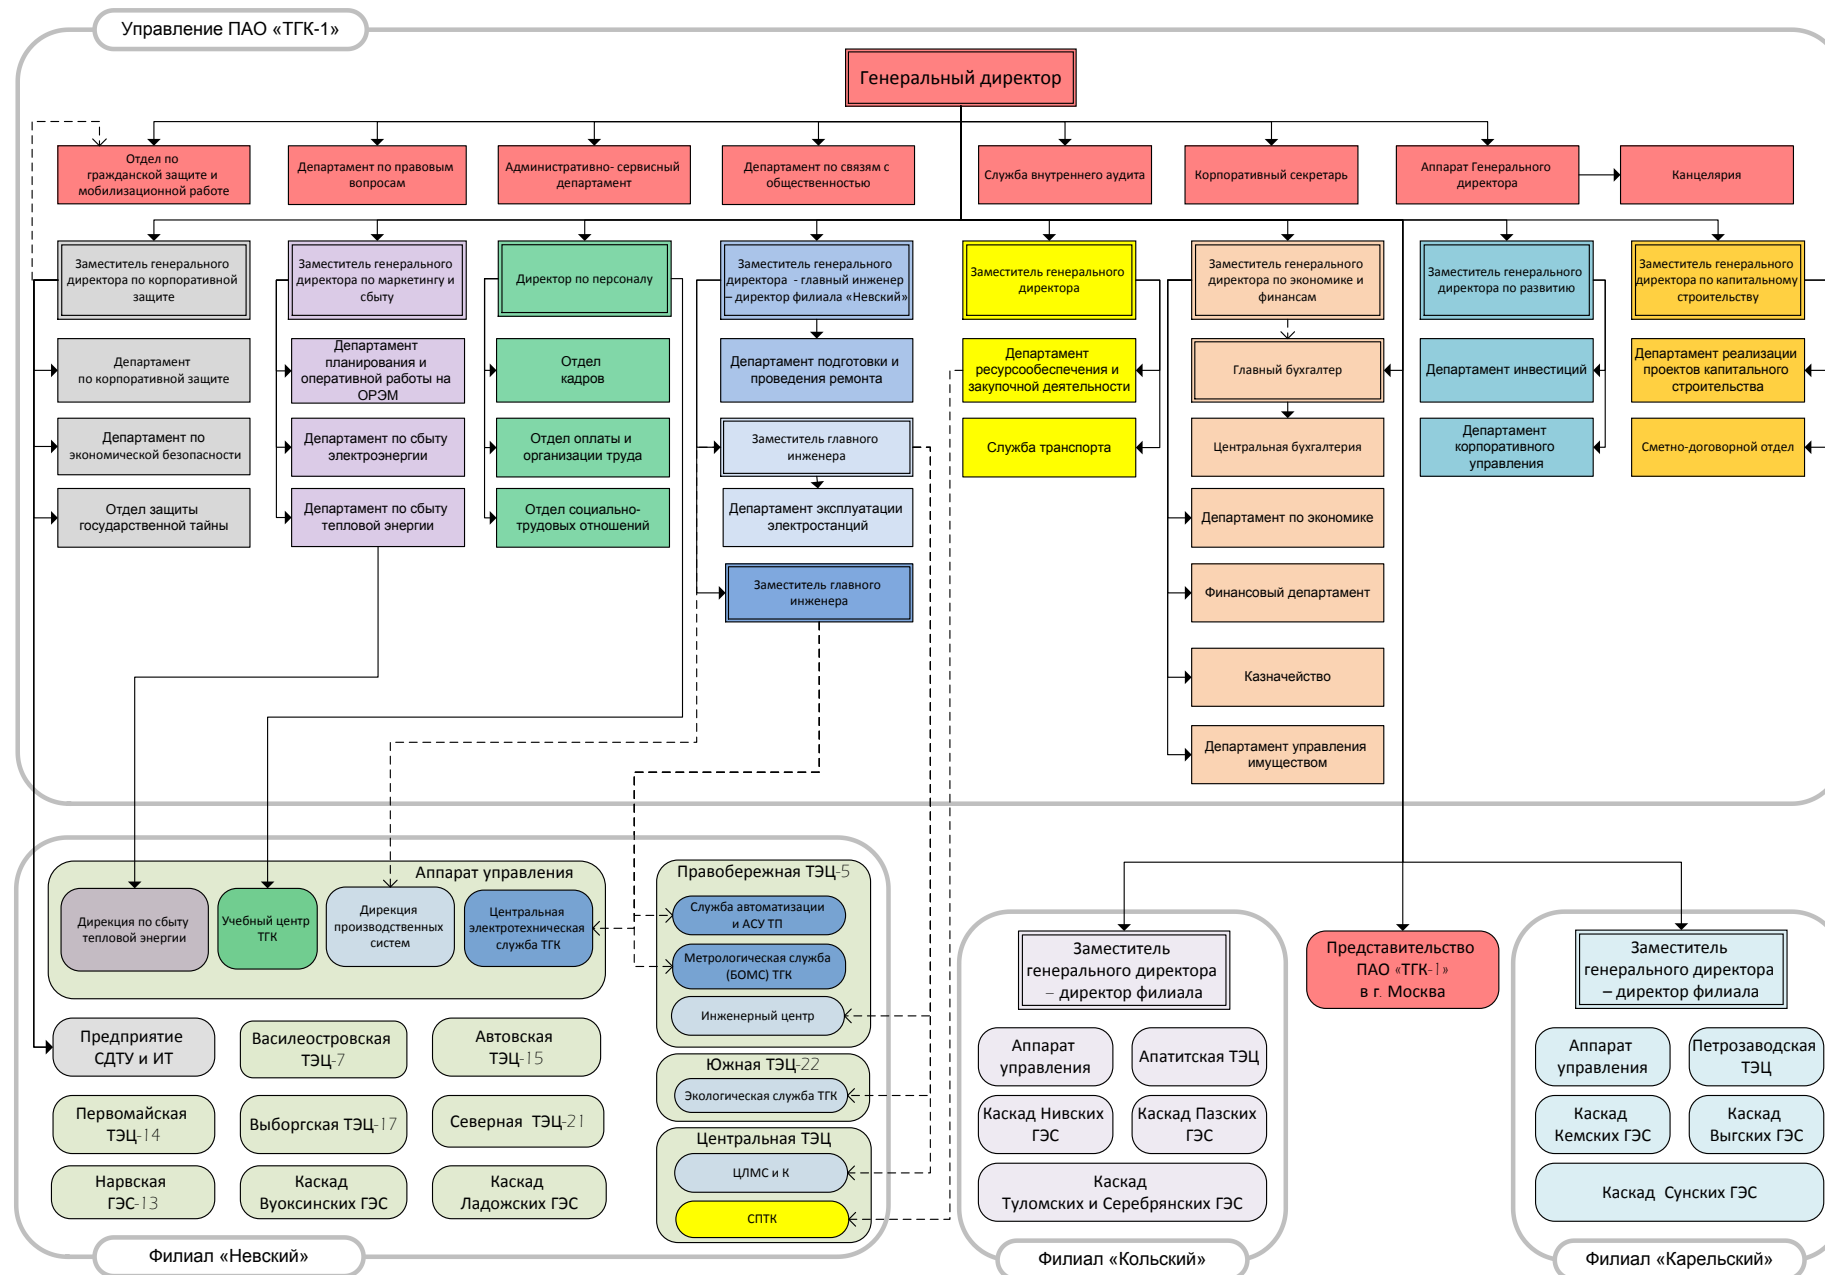 Управление ПАО «ТГК-1»
Генеральный директор
Отдел по
гражданской защите и
мобилизационной работе
Департамент по правовым
вопросам
Административно- сервисный
департамент
Департамент по связям с
общественностью
Служба внутреннего аудита
Корпоративный секретарь
Аппарат Генерального
директора
Канцелярия
Заместитель генерального
директора по корпоративной
защите
Заместитель генерального
директора по маркетингу и
сбыту
Директор по персоналу
Заместитель генерального
директора - главный инженер
– директор филиала «Невский»
Заместитель генерального
директора
Заместитель генерального
директора по экономике и
финансам
Заместитель генерального
директора по развитию
Заместитель генерального
директора по капитальному
строительству
Департамент
по корпоративной защите
Департамент
планирования и
оперативной работы на
ОРЭМ
Отдел
кадров
Департамент подготовки и
проведения ремонта
Департамент
ресурсообеспечения и
закупочной деятельности
Главный бухгалтер
Департамент инвестиций
Департамент реализации
проектов капитального
строительства
Департамент по
экономической безопасности
Департамент по сбыту
электроэнергии
Отдел оплаты и
организации труда
Заместитель главного
инженера
Служба транспорта
Центральная бухгалтерия
Департамент
корпоративного
управления
Сметно-договорной отдел
Отдел защиты
государственной тайны
Департамент по сбыту
тепловой энергии
Отдел социально-
трудовых отношений
Департамент эксплуатации
электростанций
Департамент по экономике
Заместитель главного
инженера
Финансовый департамент
Казначейство
Департамент управления
имуществом
Аппарат управления
Дирекция по сбыту
тепловой энергии
Учебный центр
ТГК
Дирекция
производственных
систем
Центральная
электротехническая
служба ТГК
Правобережная ТЭЦ-5
Служба автоматизации
и АСУ ТП
Метрологическая служба
(БОМС) ТГК
Инженерный центр
Предприятие
СДТУ и ИТ
Василеостровская
ТЭЦ-7
Автовская
ТЭЦ-15
Южная ТЭЦ-22
Экологическая служба ТГК
Первомайская
ТЭЦ-14
Выборгская ТЭЦ-17
Северная ТЭЦ-21
Центральная ТЭЦ
ЦЛМС и К
СПТК
Нарвская
ГЭС-13
Каскад
Вуоксинских ГЭС
Каскад
Ладожских ГЭС
Филиал «Невский»
Заместитель
генерального директора
– директор филиала
Аппарат
управления
Апатитская ТЭЦ
Каскад Нивских
ГЭС
Каскад Пазских
ГЭС
Каскад
Туломских и Серебрянских ГЭС
Филиал «Кольский»
Представительство
ПАО «ТГК-1»
в г. Москва
Заместитель
генерального директора
– директор филиала
Аппарат
управления
Петрозаводская
ТЭЦ
Каскад
Кемских ГЭС
Каскад
Выгских ГЭС
Каскад Сунских ГЭС
Филиал «Карельский»